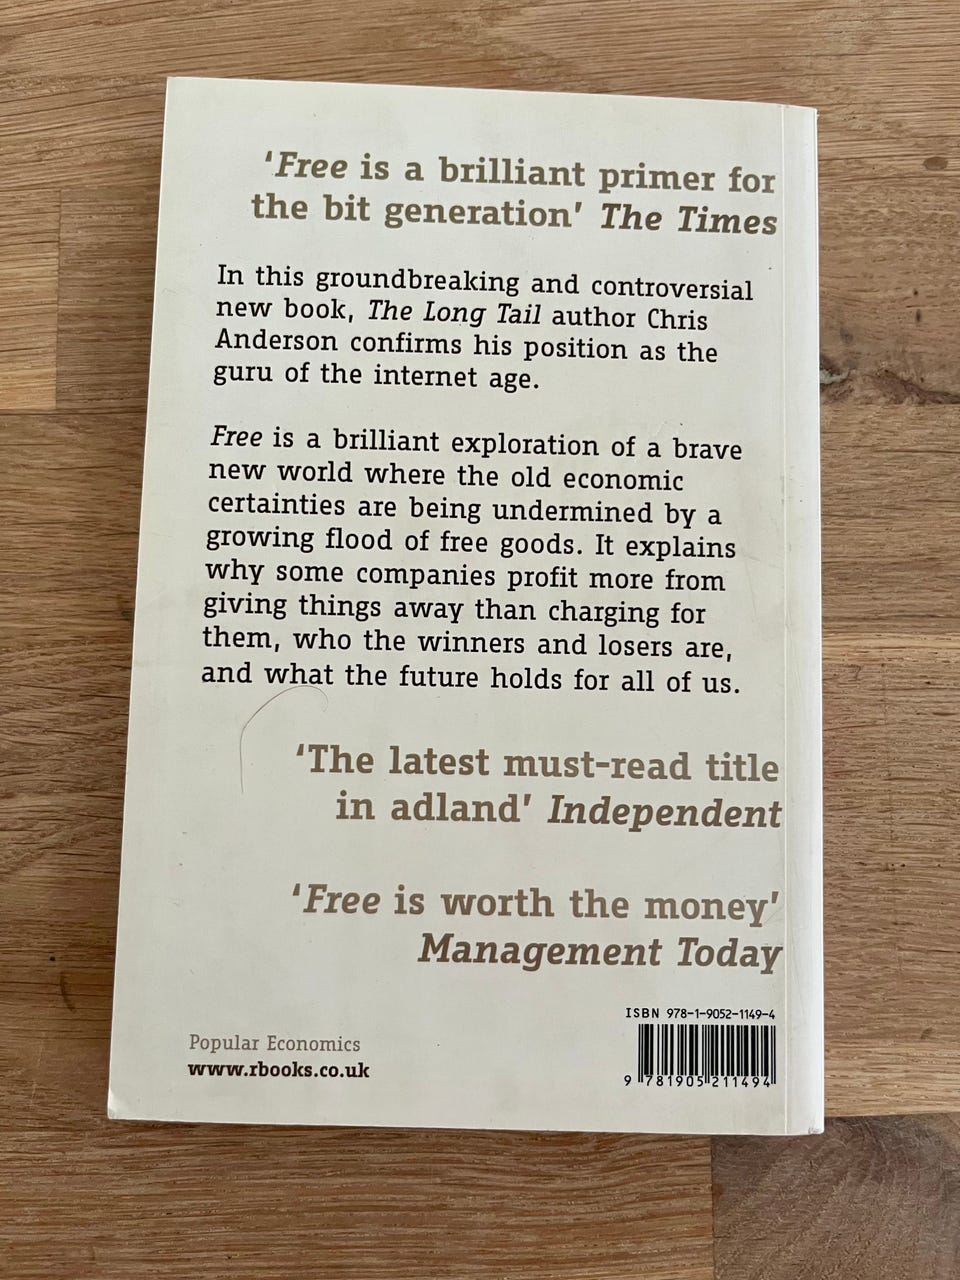 ‘Free is a brilliant primer for
the bit generation’ The Times
In this groundbreaking and controversial
new book, The Long Tail author Chris
Anderson confirms his position as the
guru of the internet age.
Free is a brilliant exploration of a brave
new world where the old economic
certainties are being undermined by a
growing flood of free goods. It explains
why some companies profit more from
giving things away than charging for
them, who the winners and losers are,
and what the future holds for all of us.
‘The latest must-read title
in adland’ Independent
‘Free is worth the money’
Management Today
Popular Economics
www.rbooks.co.uk
ISBN 978-1-9052-1149-4
9 781905 211494